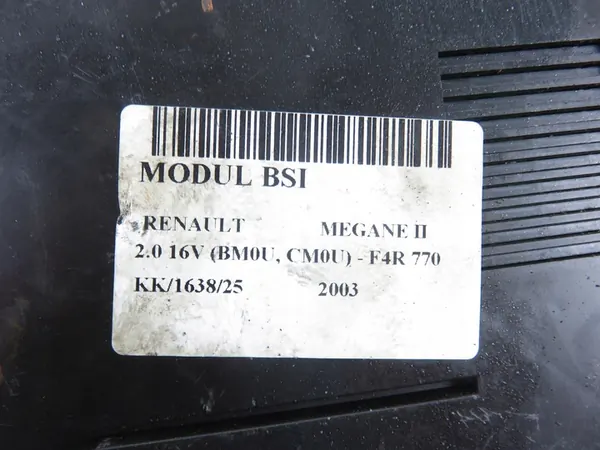 MODUL BSI
RENAULT MEGANE II
2.0 16V (BM0U, CM0U) - F4R 770
KK/1638/25 2003